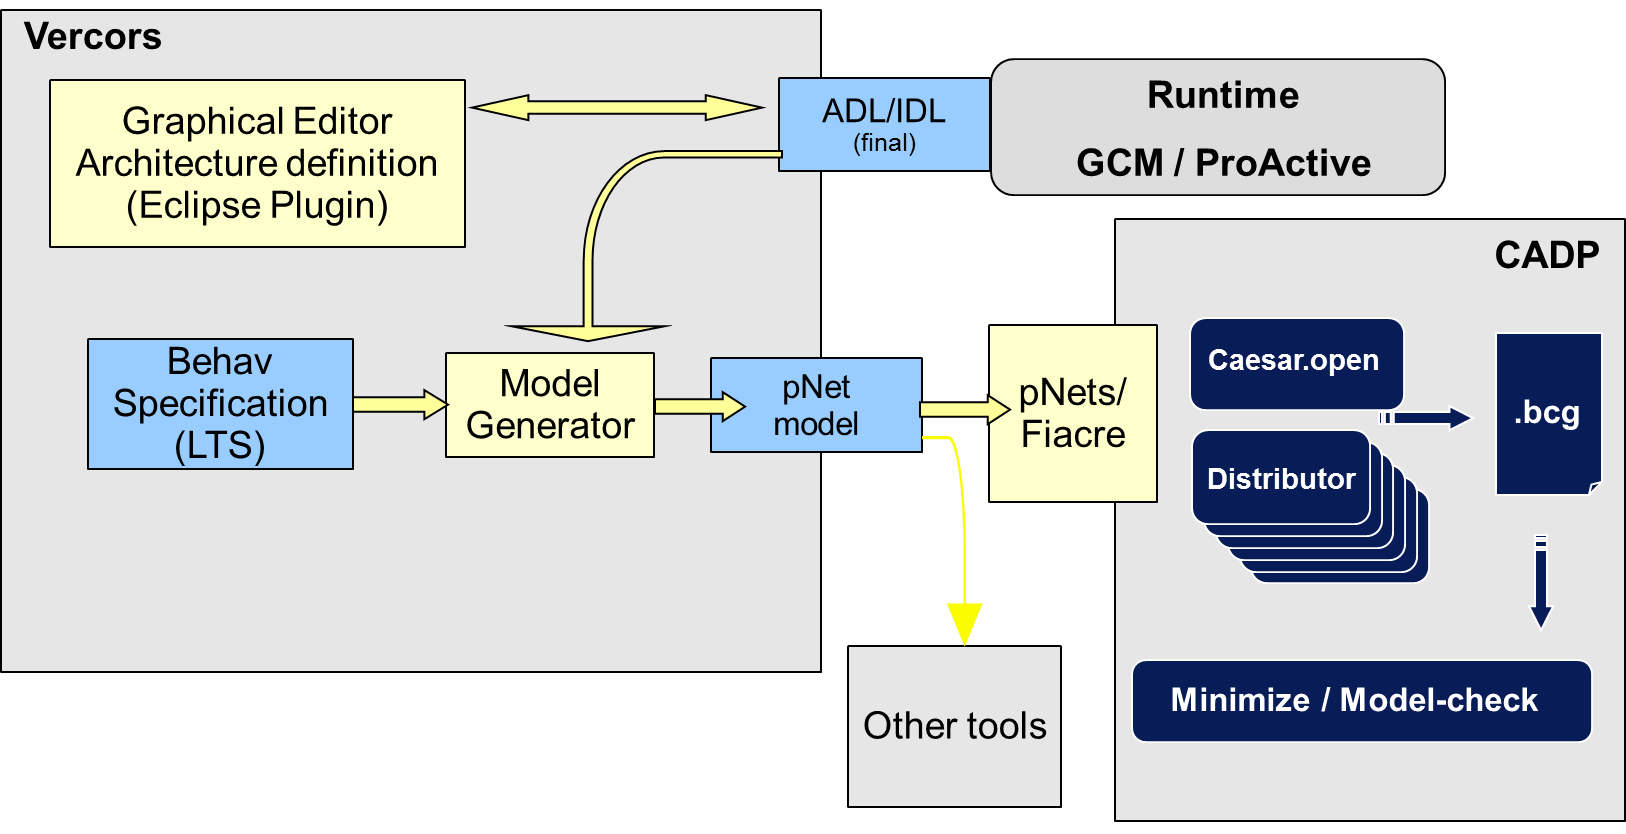 Vercors
Graphical Editor
Architecture definition
(Eclipse Plugin)
ADL/IDL
(final)
Runtime
GCM / ProActive
Behav
Specification
(LTS)
Model
Generator
pNet
model
pNets/
Fiacre
Other tools
CADP
Caesar.open
Distributor
.bcg
Minimize / Model-check